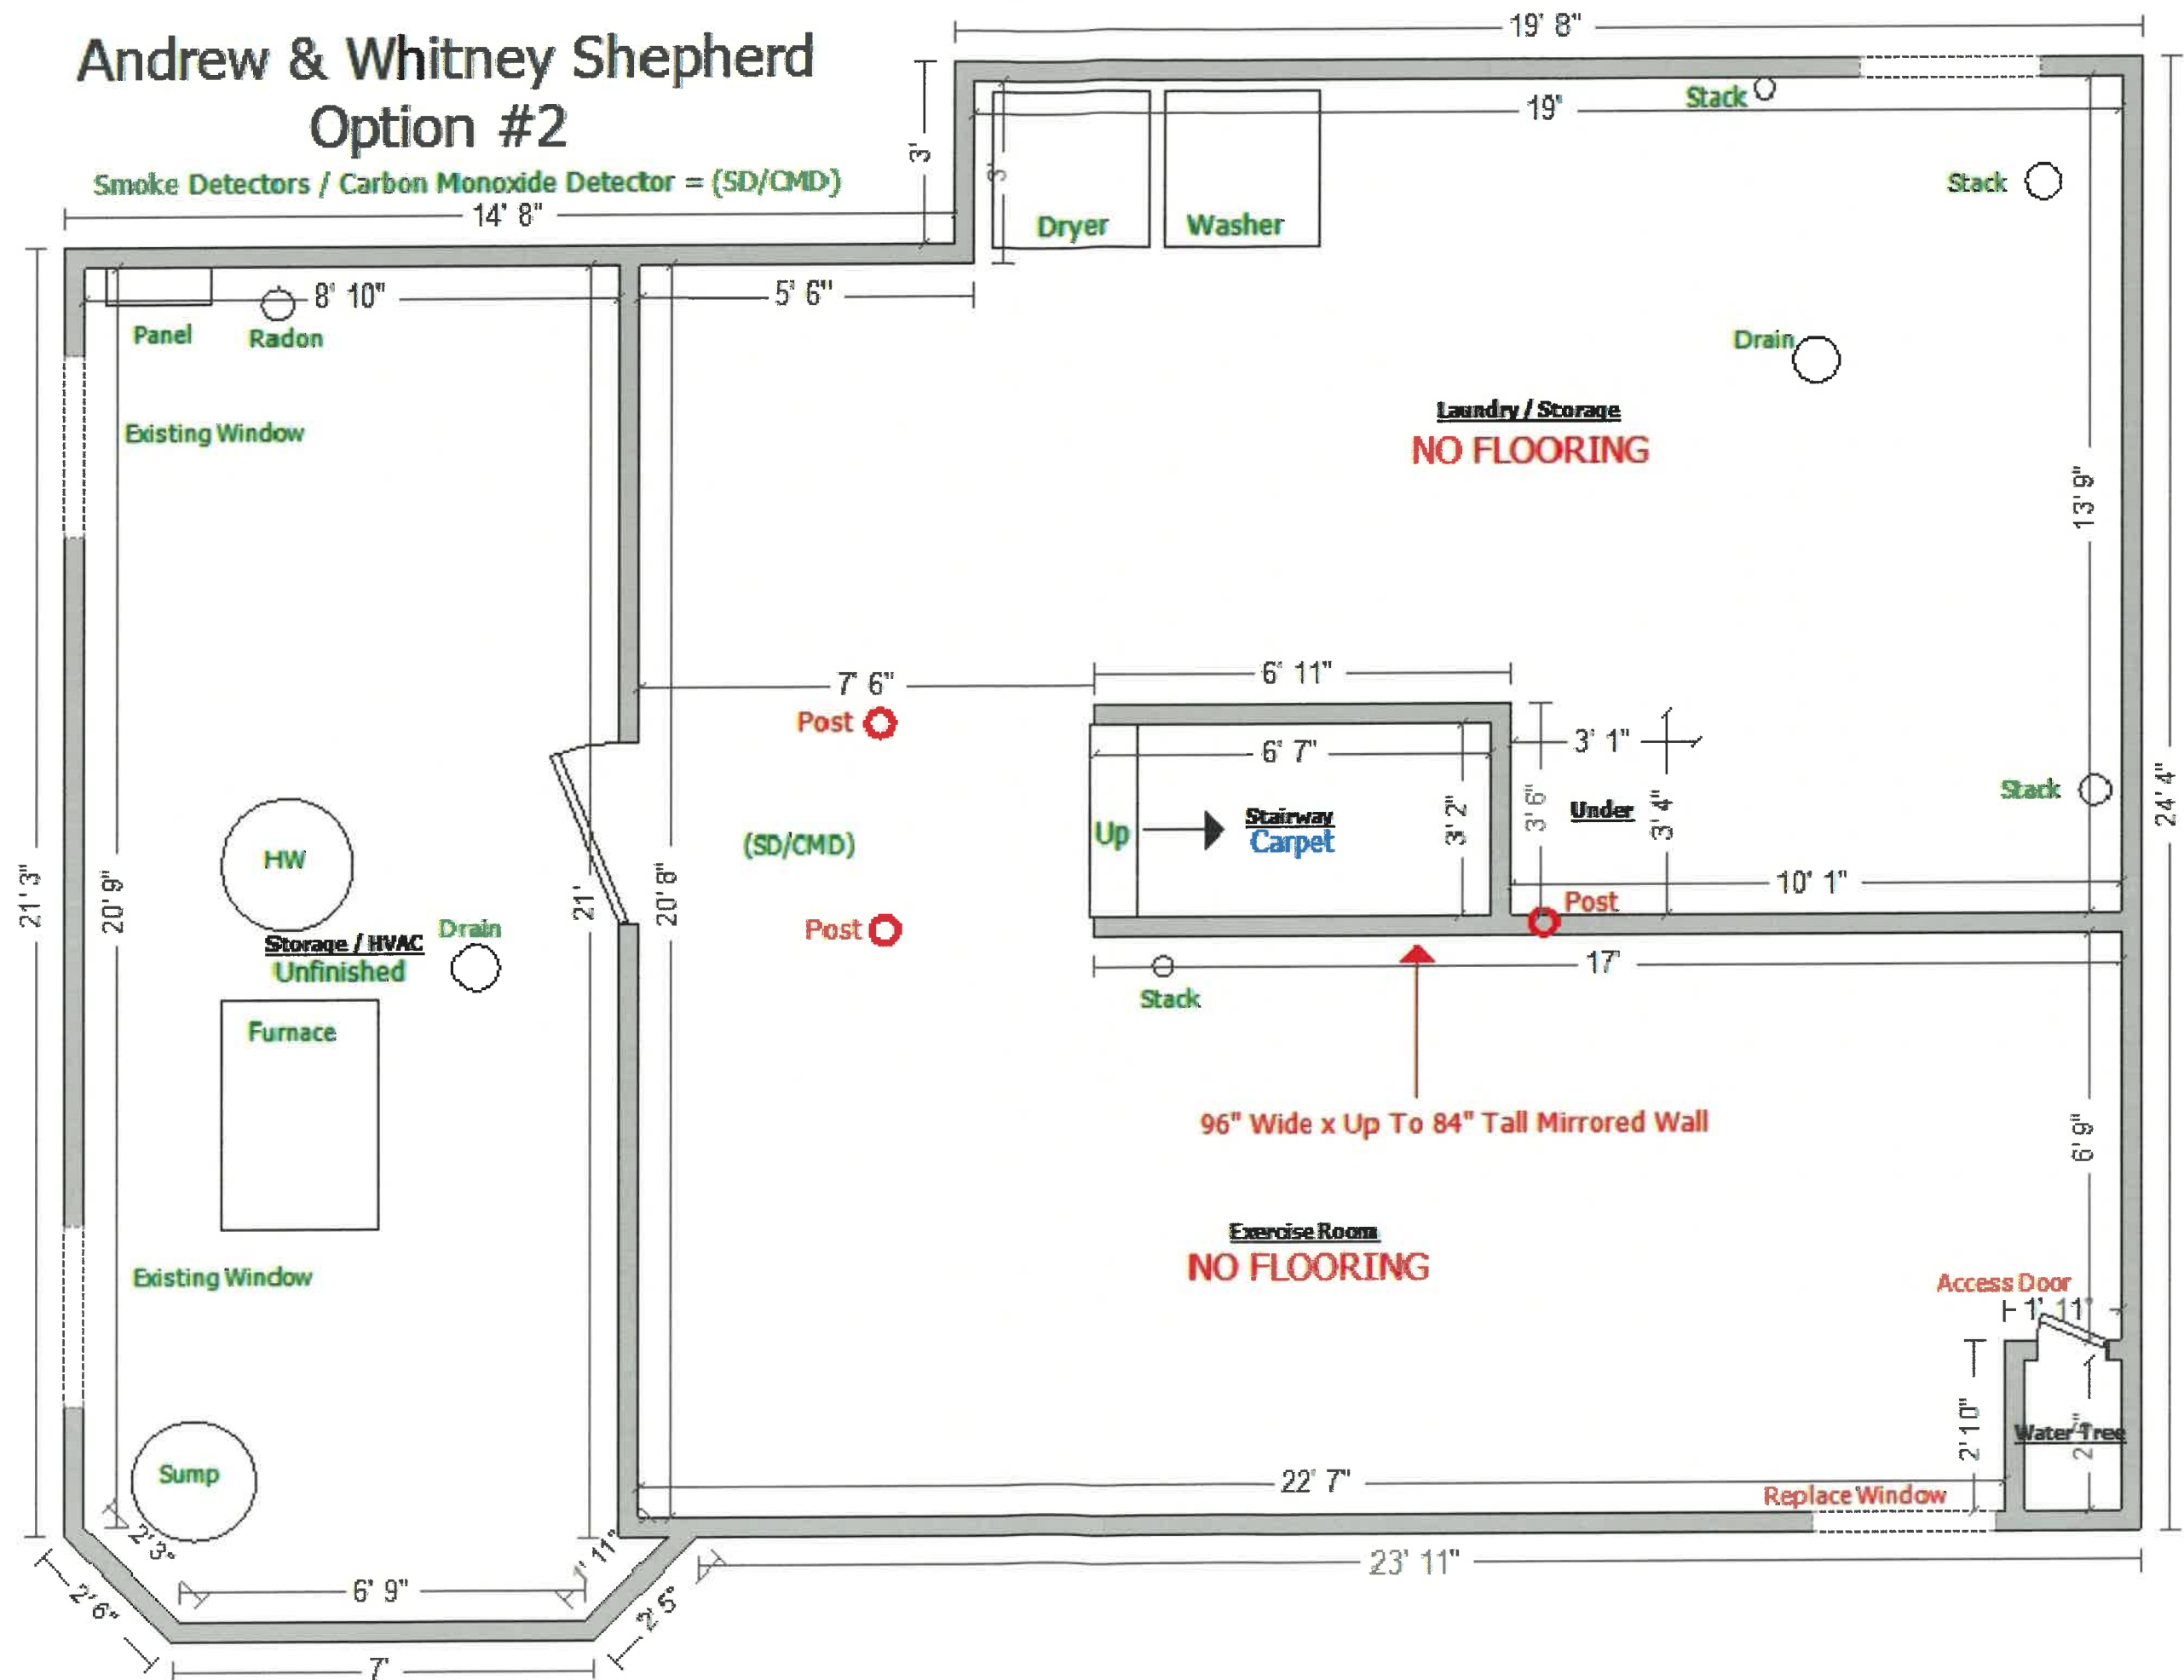 Andrew & Whitney Shepherd
Option #2
Smoke Detectors / Carbon Monoxide Detector = (SD/CMD)
19' 8"
14' 8"
3'
3'
19'
Stack
Stack
Dryer
Washer
8' 10"
5' 6"
Panel
Radon
Drain
Existing Window
Laundry / Storage
NO FLOORING
13' 9"
7' 6"
6' 11"
Post
6' 7"
3' 1"
Stack
24' 4"
Up
Stairway
Carpet
3' 2"
3' 6"
Under
3' 4"
(SD/CMD)
HW
21' 3"
20' 9"
21'
20' 8"
10' 1"
Post
Post
Drain
Storage / HVAC
Unfinished
17'
Stack
Furnace
96" Wide x Up To 84" Tall Mirrored Wall
6' 9"
Exercise Room
NO FLOORING
Existing Window
Access Door
1' 11"
2' 10"
Water Tree
Sump
22' 7"
Replace Window
2' 3"
1' 11"
23' 11"
6' 9"
2' 6"
2' 5"
7'